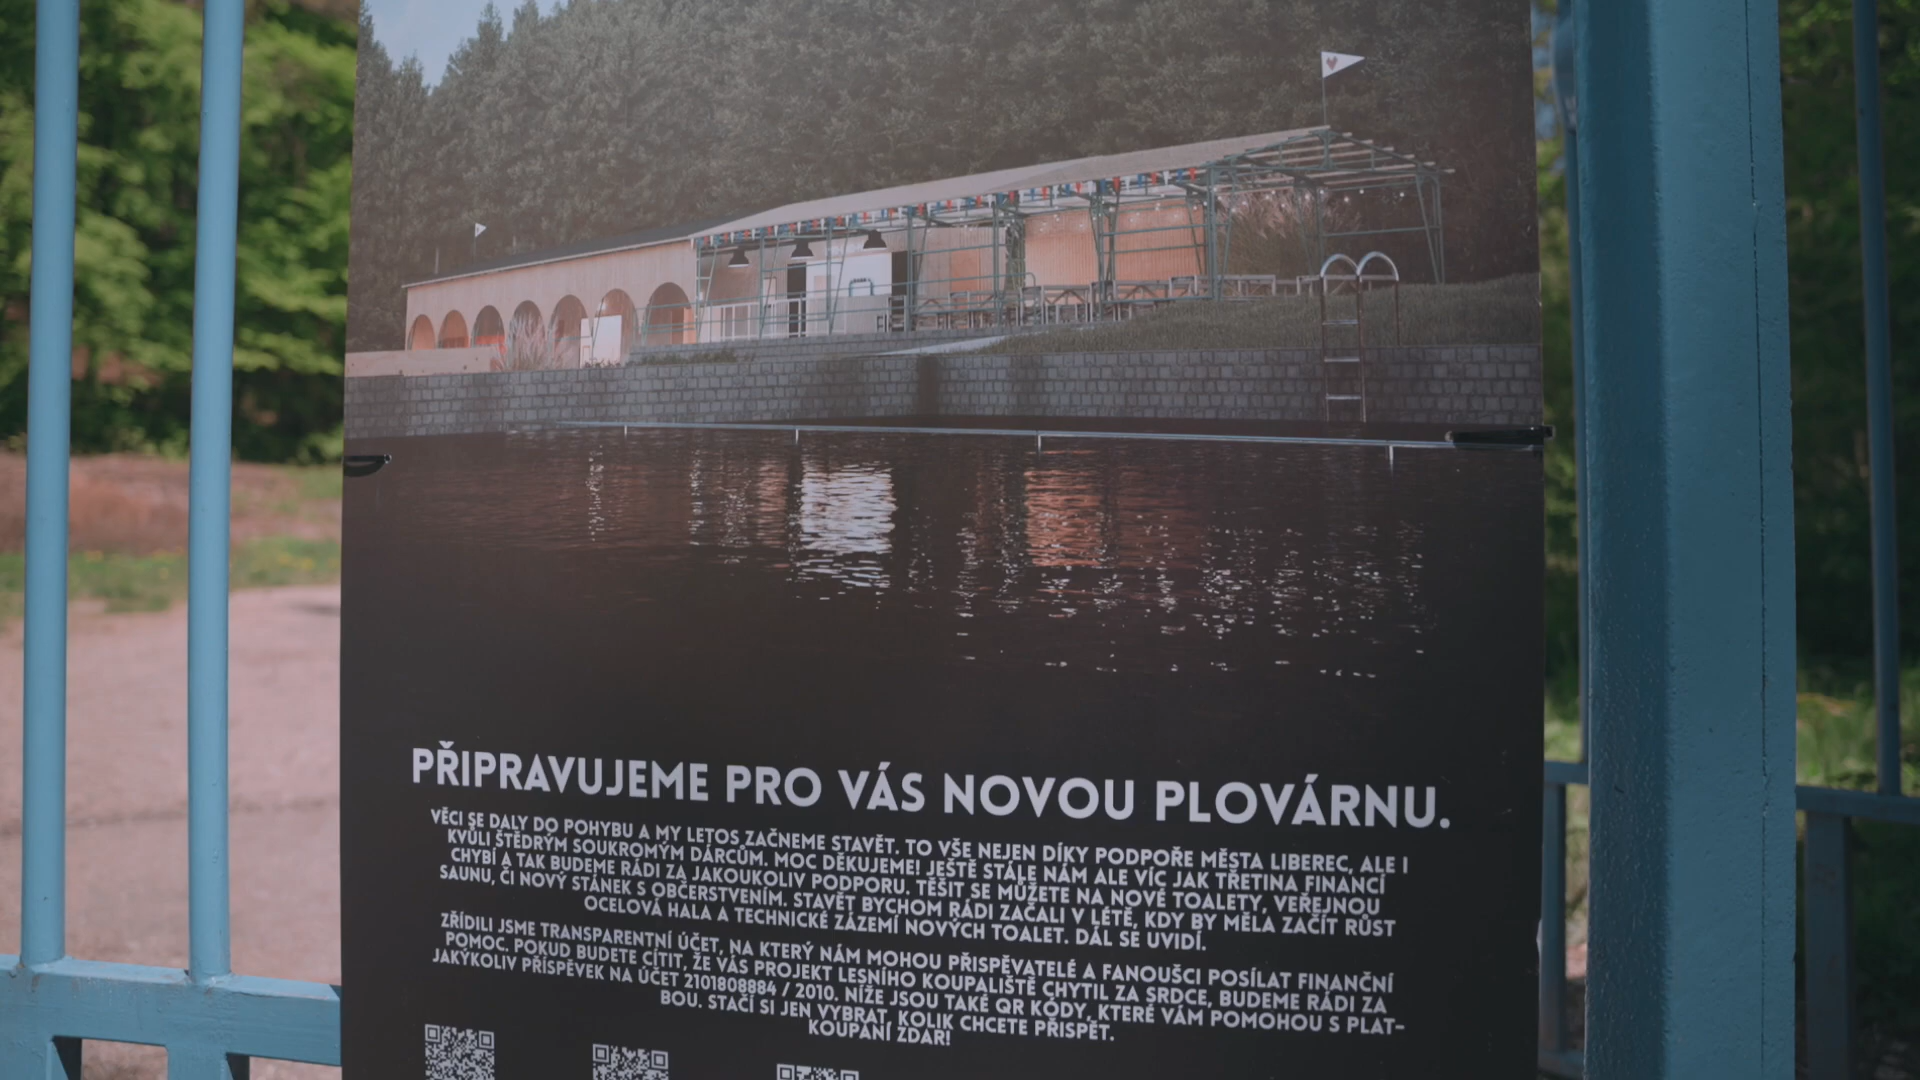 PŘIPRAVUJEME PRO VÁS NOVOU PLOVÁRNU.
VĚCI SE DALY DO POHYBU A MY LETOS ZAČNEME STAVĚT. TO VŠE NEJEN DÍKY PODPOŘE MĚSTA LIBEREC, ALE I
KVŮLI ŠTĚDRÝM SOUKROMÝM DÁRCŮM. MOC DĚKUJEME! JEŠTĚ STÁLE NÁM ALE VÍC JAK TŘETINA FINANCÍ
CHYBÍ A TAK BUDEME RÁDI ZA JAKOUKOLIV PODPORU. TĚŠIT SE MŮŽETE NA NOVÉ TOALETY, VEŘEJNOU
SAUNU, ČI NOVÝ STÁNEK S OBČERSTVENÍM. STAVĚT BYCHOM RÁDI ZAČALI V LÉTĚ, KDY BY MĚLA ZAČÍT RŮST
OCELOVÁ HALA A TECHNICKÉ ZÁZEMÍ NOVÝCH TOALET. DÁL SE UVIDÍ.
ZŘÍDILI JSME TRANSPARENTNÍ ÚČET, NA KTERÝ NÁM MOHOU PŘISPĚVATELÉ A FANOUŠCI POSÍLAT FINANČNÍ
POMOC. POKUD BUDETE CÍTIT, ŽE VÁS PROJEKT LESNÍHO KOUPALIŠTĚ CHYTIL ZA SRDCE, BUDEME RÁDI ZA
JAKÝKOLIV PŘÍSPĚVEK NA ÚČET 2101808884 / 2010. NÍŽE JSOU TAKÉ QR KÓDY, KTERÉ VÁM POMOHOU S PLAT-
BOU. STAČÍ SI JEN VYBRAT, KOLIK CHCETE PŘISPĚT.
KOUPÁNÍ ZDAR!